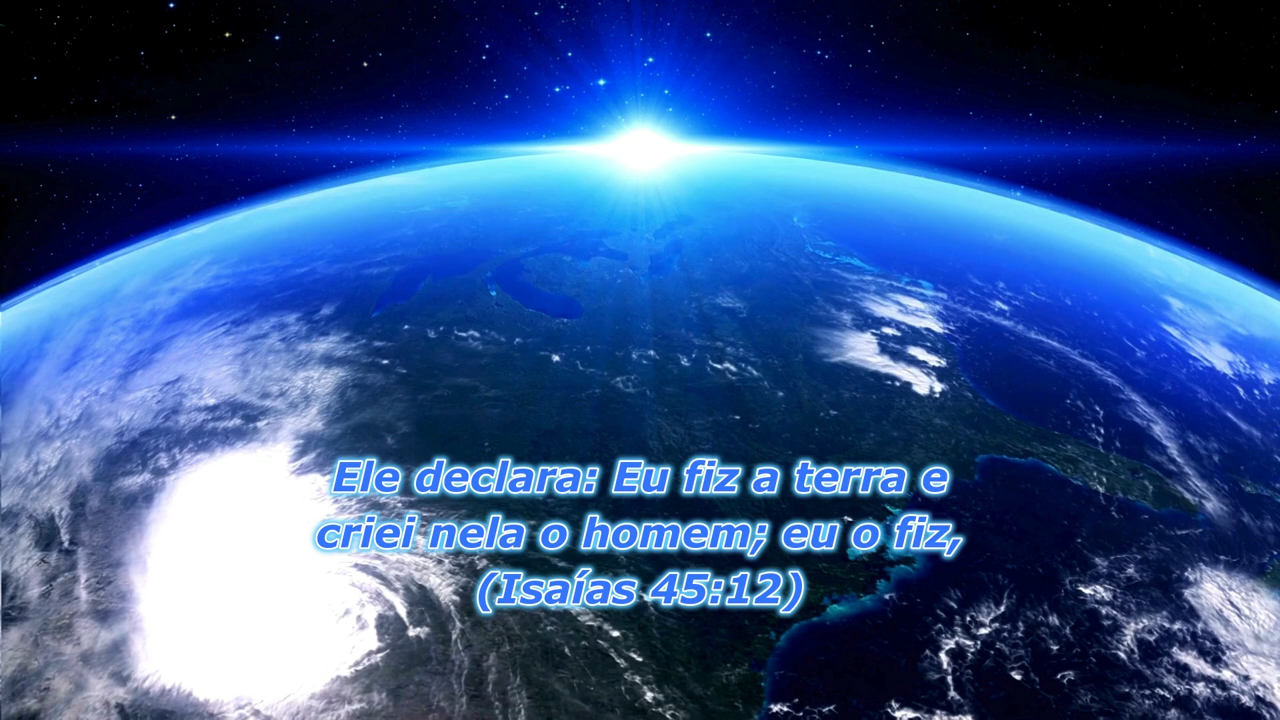 Ele declara: Eu fiz a terra e
criei nela o homem; eu o fiz,
(Isaías 45:12)